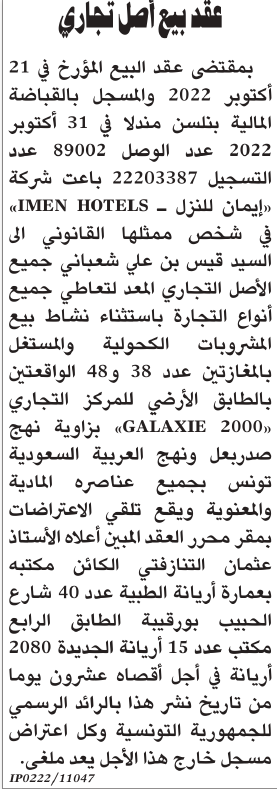 عقد بيع أصل تجاري
بمقتضى عقد البيع المؤرخ في 21
أكتوبر 2022 والمسجل بالقباضة
المالية بنلسن مندلا في 31 أكتوبر
2022 عدد الوصل 89002 عدد
التسجيل 22203387 باعت شركة
«إيمان للنزل ــ IMEN HOTELS»
في شخص ممثلها القانوني الى
السيد قيس بن علي شعباني جميع
الأصل التجاري المعد لتعاطي جميع
أنواع التجارة باستثناء نشاط بيع
المشروبات الكحولية والمستغل
بالمغازتين عدد 38 و48 الواقعتين
بالطابق الأرضي للمركز التجاري
«GALAXIE 2000» بزاوية نهج
صدربعل ونهج العربية السعودية
تونس بجميع عناصره المادية
والمعنوية ويقع تلقي الاعتراضات
بمقر محرر العقد المبين أعلاه الأستاذ
عثمان التنازفتي الكائن مكتبه
بعمارة أريانة الطبية عدد 40 شارع
الحبيب بورقيبة الطابق الرابع
مكتب عدد 15 أريانة الجديدة 2080
أريانة في أجل أقصاه عشرون يوما
من تاريخ نشر هذا بالرائد الرسمي
للجمهورية التونسية وكل اعتراض
مسجل خارج هذا الأجل يعد ملغى.
IP0222/11047